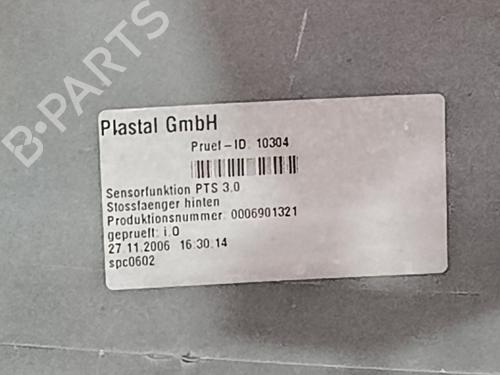 B-PARTS
Plastal GmbH
Pruef-ID: 10304
Sensorfunktion PTS 3.0
Stossfaenger hinten
Produktionsnummer: 0006901321
geprueft: i.O
27.11.2006 16:30:14
spc0602